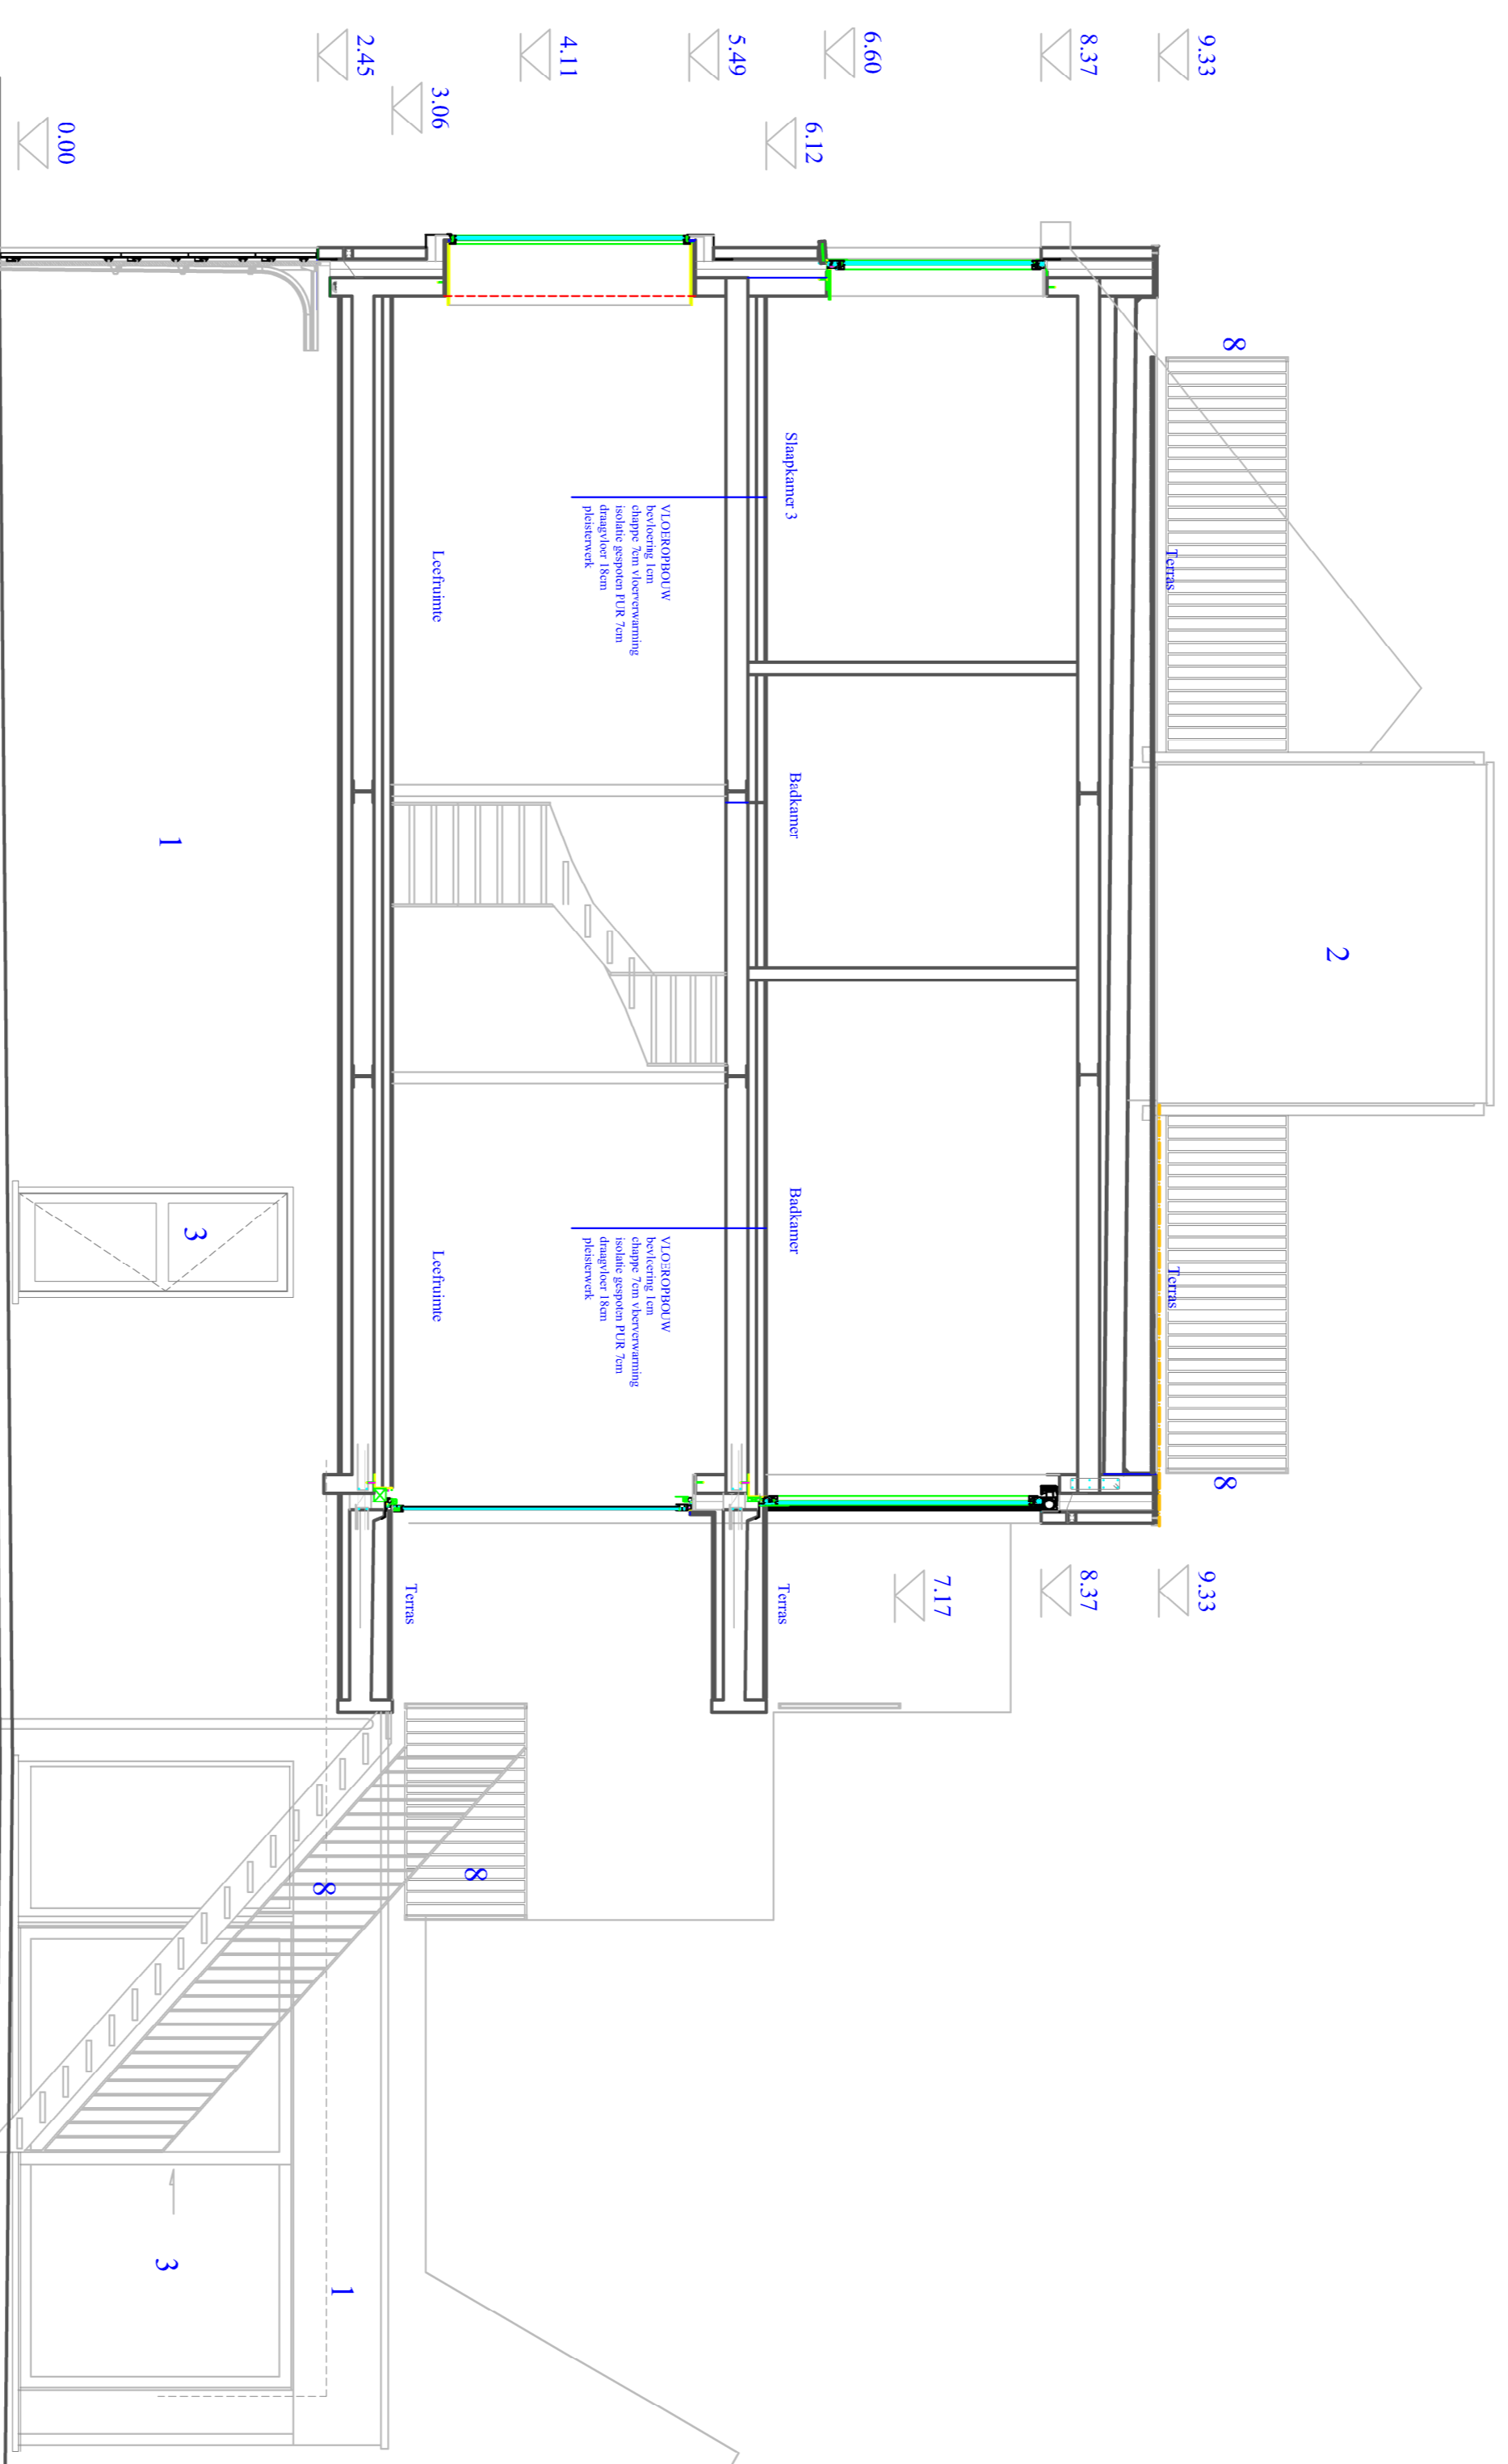 9.33
8.37
6.60
5.49
4.11
2.45
6.12
3.06
0.00
8
Terras
2
Terras
8
Slaapkamer 3
Badkamer
Badkamer
VLOEROPBOUW
bevloering 1cm
chappe 7cm vloerverwarming
isolatie gespoten PUR 7cm
draagvloer 18cm
pleisterwerk
VLOEROPBOUW
bevloering 1cm
chappe 7cm vloerverwarming
isolatie gespoten PUR 7cm
draagvloer 18cm
pleisterwerk
Leefruimte
Leefruimte
9.33
8.37
7.17
Terras
Terras
1
3
8
8
1
3